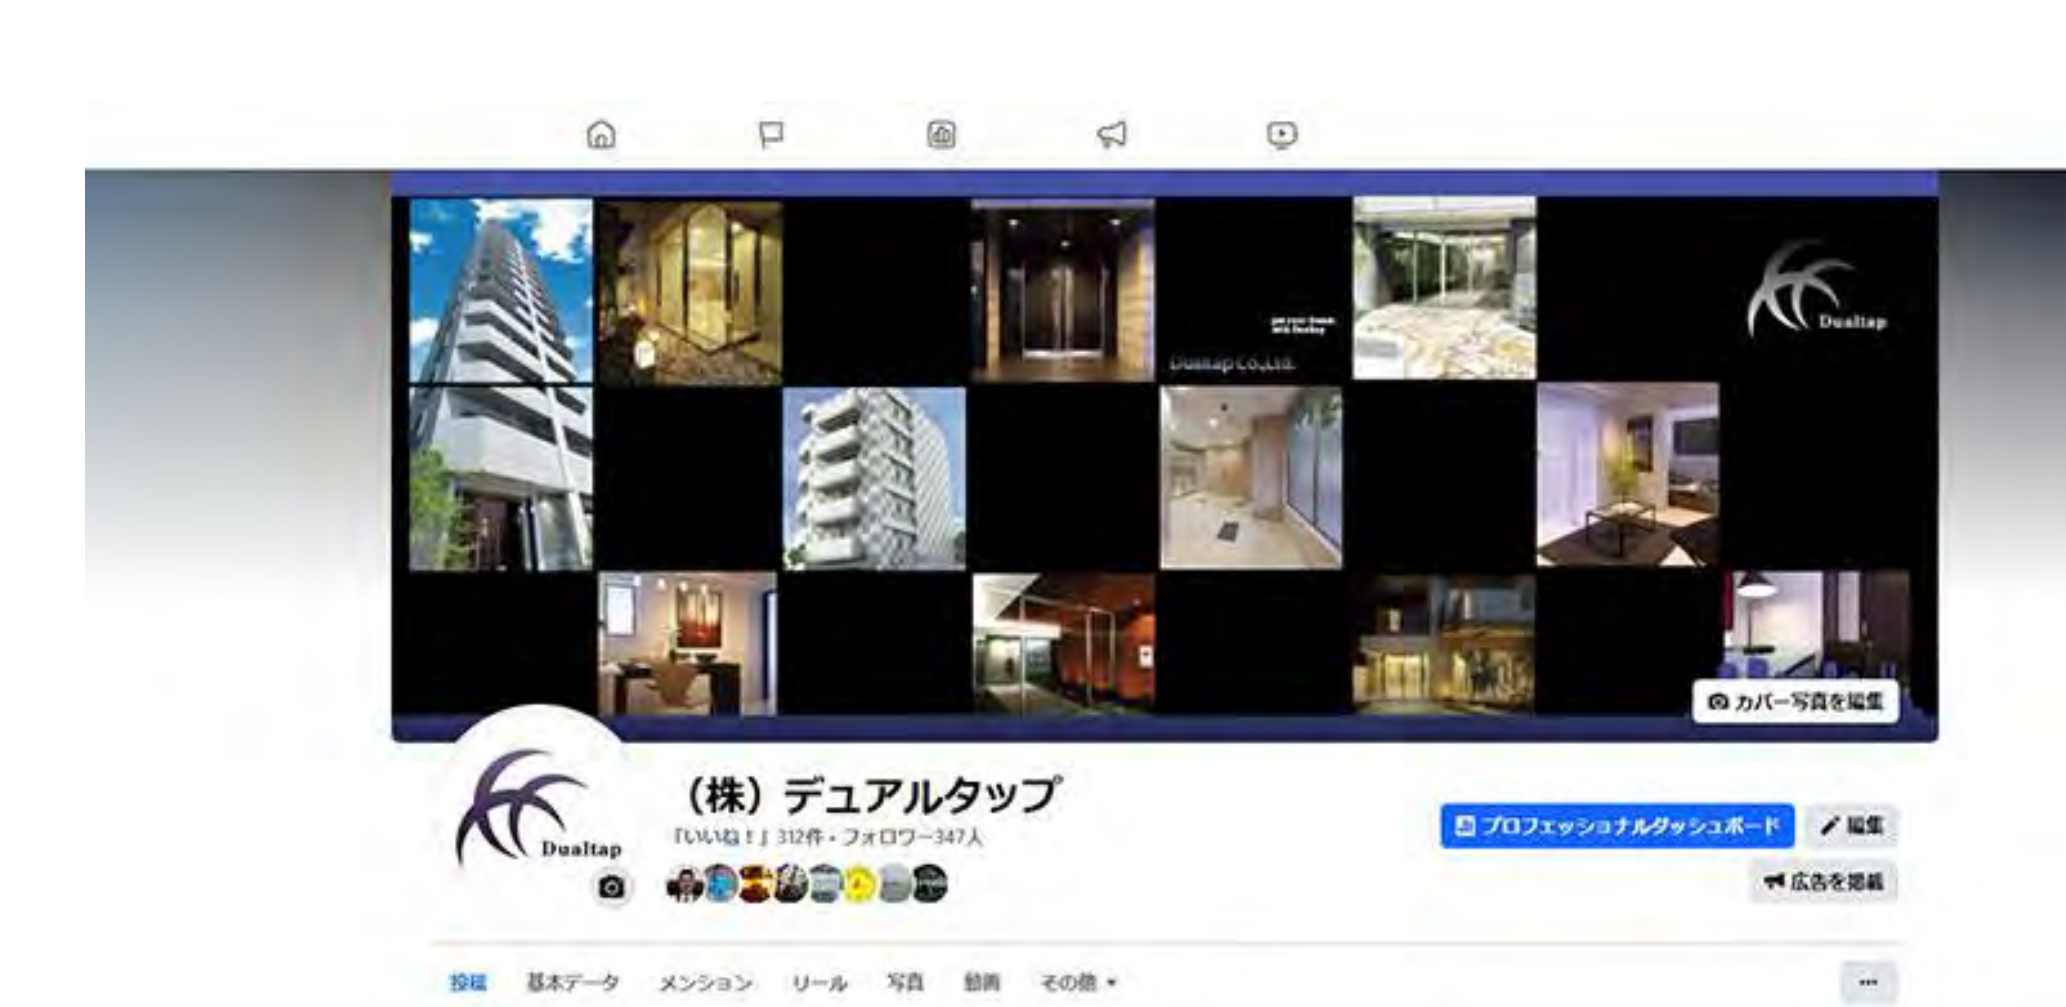 Dualtap
Dualtap Co.,Ltd.
カバー写真を編集
Dualtap
(株) デュアルタップ
「いいね！」312件・フォロワー347人
プロフェッショナルダッシュボード
編集
広告を掲載
投稿 基本データ メンション リール 写真 動画 その他